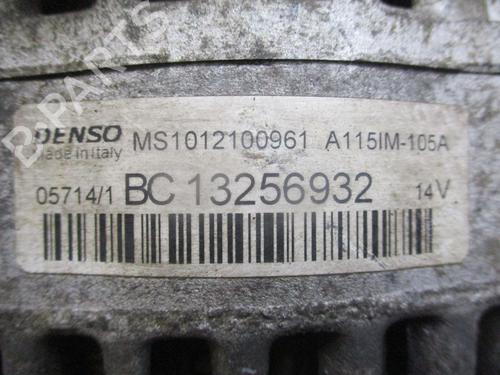 DENSO MS1012100961 A115IM-105A
Made in Italy
05714/1 BC 13256932 14V
B-PARTS